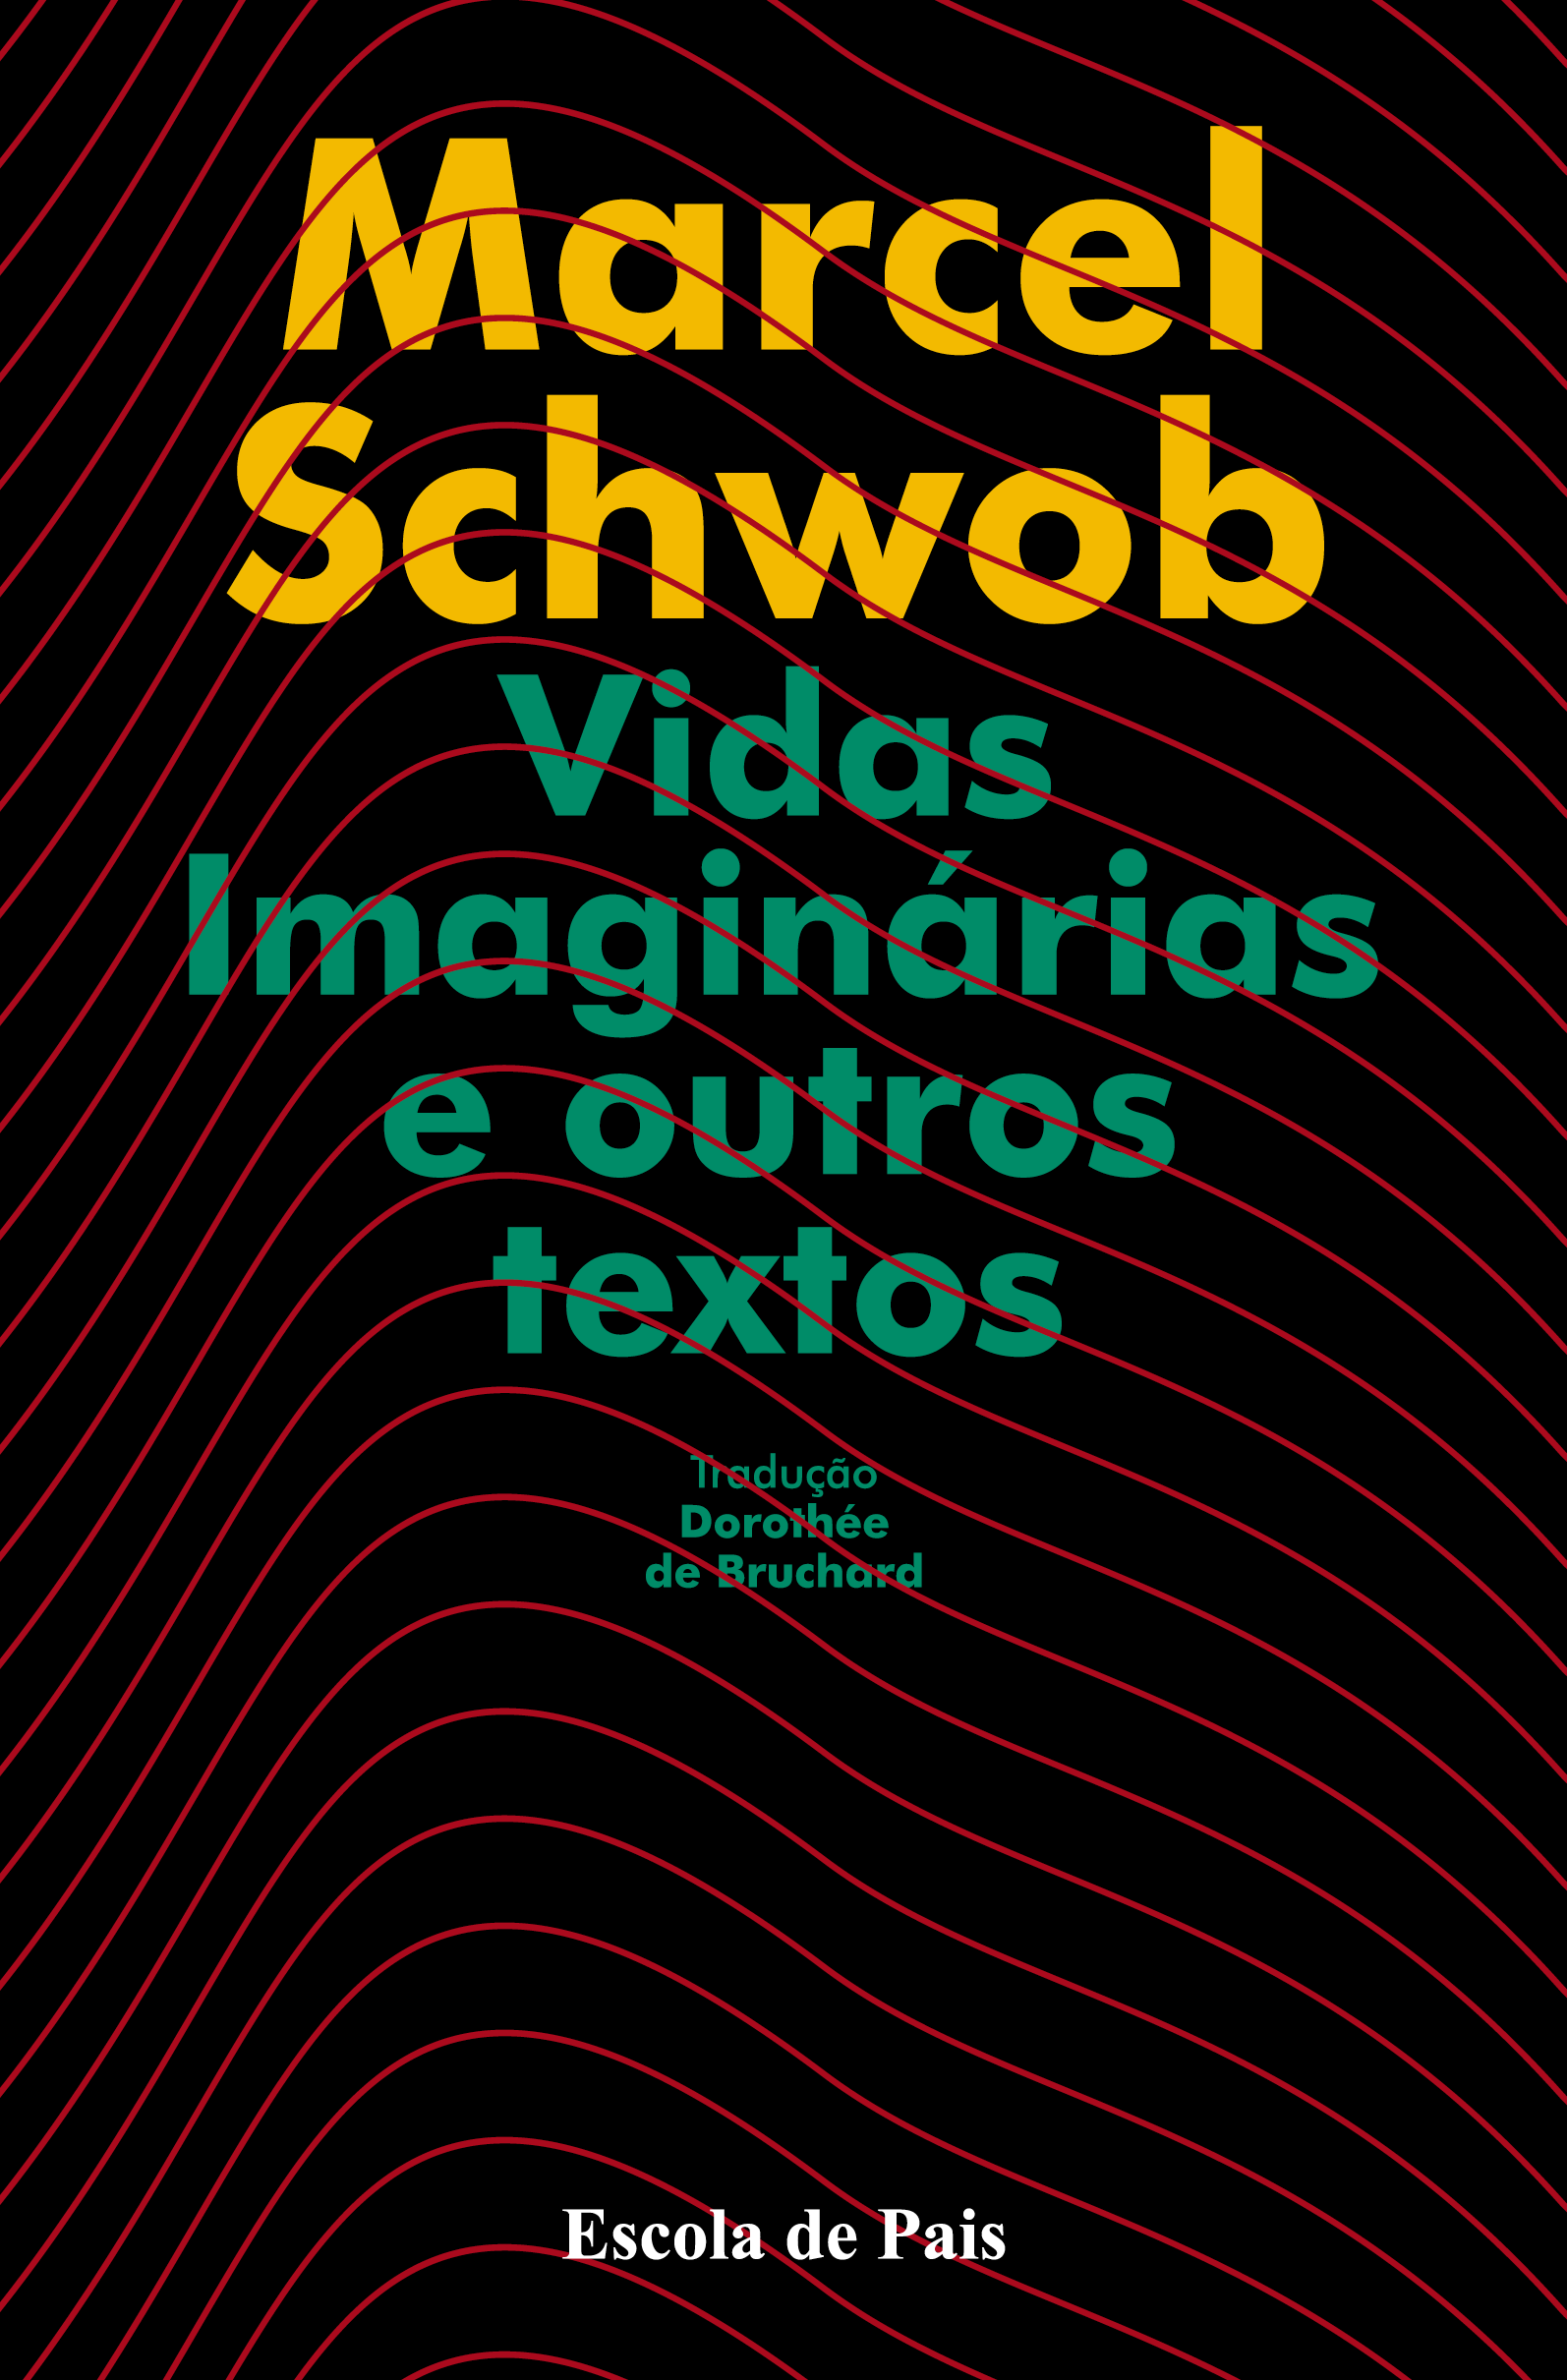 Marcel
Schwob
Vidas
Imaginárias
e outros
textos
Tradução
Dorothée
de Bruchard
Escola de Pais